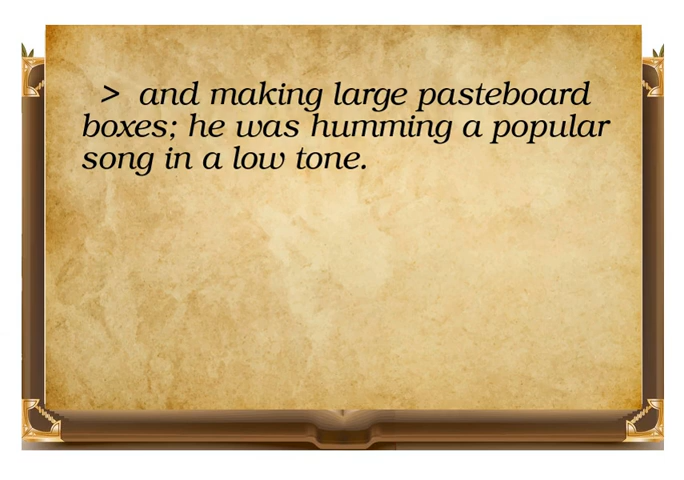 > and making large pasteboard
boxes; he was humming a popular
song in a low tone.